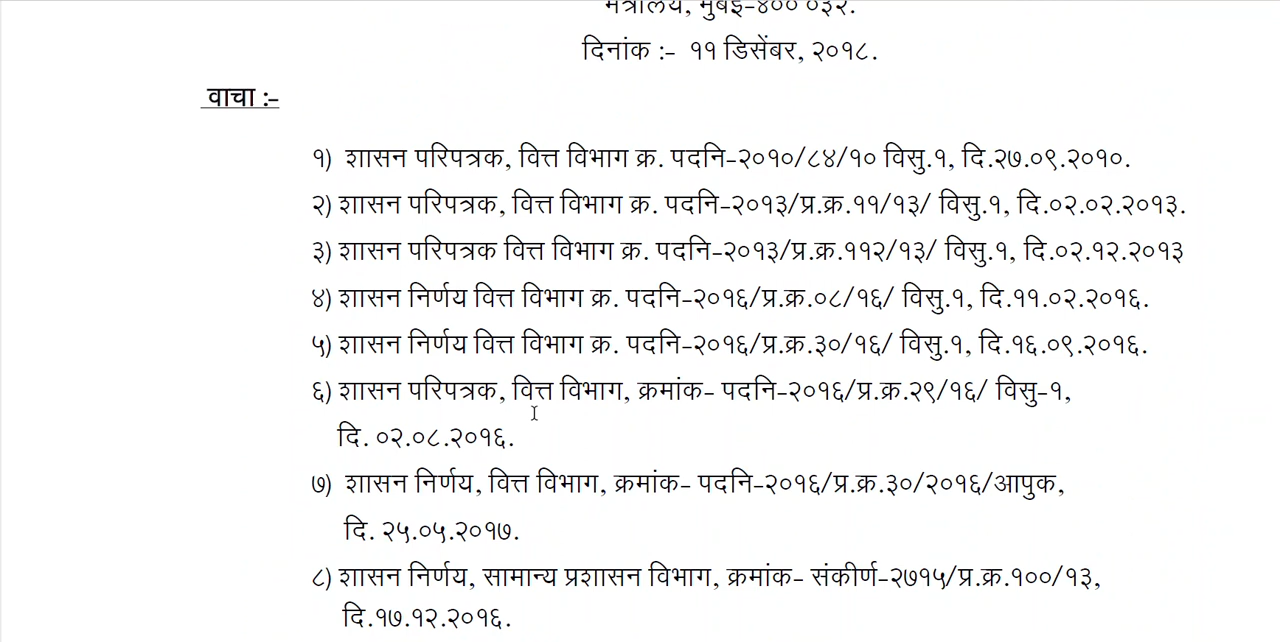 मंत्रालय, मुंबई-४०० ०३२.
दिनांक :- ११ डिसेंबर, २०१८.
वाचा :-
१) शासन परिपत्रक, वित्त विभाग क्र. पदनि-२०१०/८४/१० विसु.१, दि.२७.०९.२०१०.
२) शासन परिपत्रक, वित्त विभाग क्र. पदनि-२०१३/प्र.क्र.११/१३/ विसु.१, दि.०२.०२.२०१३.
३) शासन परिपत्रक वित्त विभाग क्र. पदनि-२०१३/प्र.क्र.११२/१३/ विसु.१, दि.०२.१२.२०१३
४) शासन निर्णय वित्त विभाग क्र. पदनि-२०१६/प्र.क्र.०८/१६/ विसु.१, दि.११.०२.२०१६.
५) शासन निर्णय वित्त विभाग क्र. पदनि-२०१६/प्र.क्र.३०/१६/ विसु.१, दि.१६.०९.२०१६.
६) शासन परिपत्रक, वित्त विभाग, क्रमांक- पदनि-२०१६/प्र.क्र.२९/१६/ विसु-१,
दि. ०२.०८.२०१६.
७) शासन निर्णय, वित्त विभाग, क्रमांक- पदनि-२०१६/प्र.क्र.३०/२०१६/आपुक,
दि. २५.०५.२०१७.
८) शासन निर्णय, सामान्य प्रशासन विभाग, क्रमांक- संकीर्ण-२७१५/प्र.क्र.१००/१३,
दि.१७.१२.२०१६.